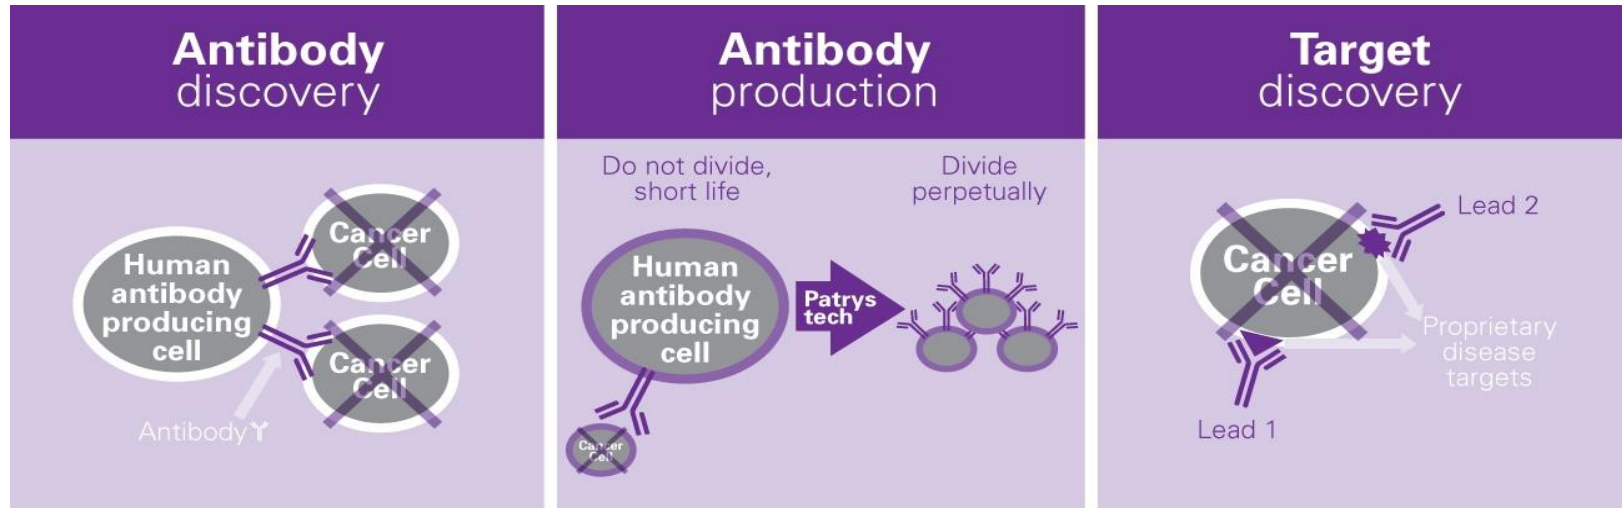 Antibody
discovery
Human
antibody
producing
cell
Cancer
Cell
Cancer
Cell
Antibody
Antibody
production
Do not divide,
short life
Divide
perpetually
Human
antibody
producing
cell
Patrys
tech
Cancer
Cell
Target
discovery
Lead 2
Cancer
Cell
Proprietary
disease
targets
Lead 1